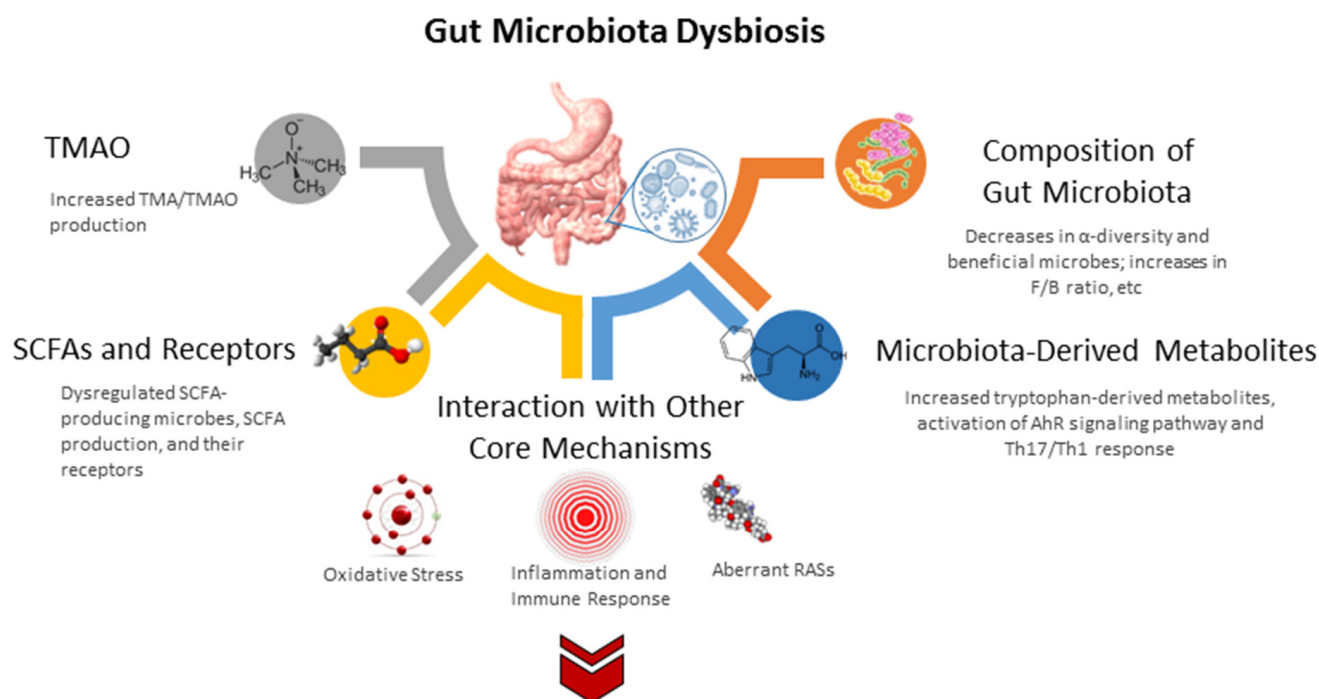 Gut Microbiota Dysbiosis
TMAO
Increased TMA/TMAO
production
O⁻
N⁺
H₃C
CH₃
CH₃
Composition of
Gut Microbiota
Decreases in α-diversity and
beneficial microbes; increases in
F/B ratio, etc
SCFAs and Receptors
Dysregulated SCFA-
producing microbes, SCFA
production, and their
receptors
O
OH
NH₂
HN
Microbiota-Derived Metabolites
Increased tryptophan-derived metabolites,
activation of AhR signaling pathway and
Th17/Th1 response
Interaction with Other
Core Mechanisms
Oxidative Stress
Inflammation and
Immune Response
Aberrant RASs